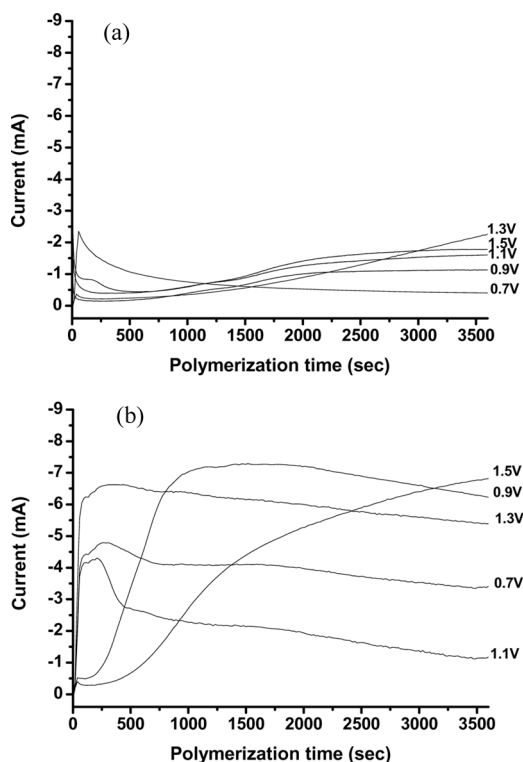 (a)
-9
-8
-7
-6
-5
-4
-3
-2
-1
0
Current (mA)
1.3V
1.5V
1.1V
0.9V
0.7V
0 500 1000 1500 2000 2500 3000 3500
Polymerization time (sec)
(b)
-9
-8
-7
-6
-5
-4
-3
-2
-1
0
Current (mA)
1.5V
0.9V
1.3V
0.7V
1.1V
0 500 1000 1500 2000 2500 3000 3500
Polymerization time (sec)